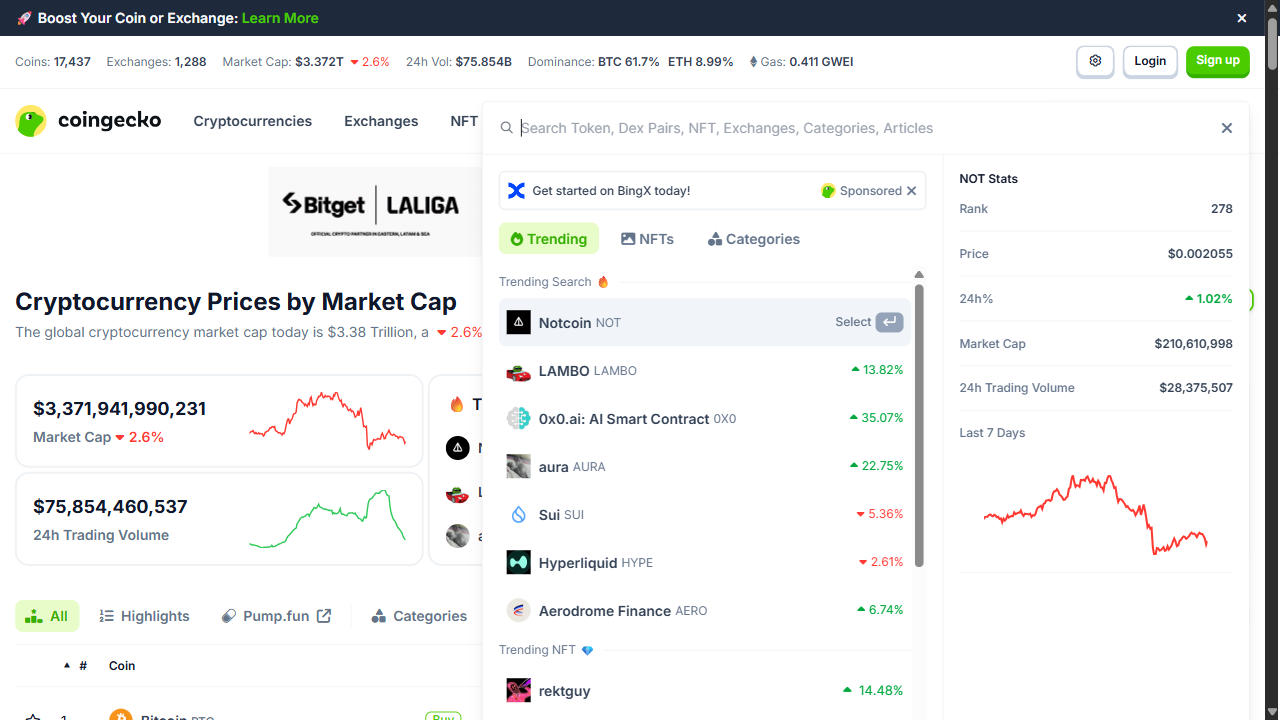 🚀 Boost Your Coin or Exchange: Learn More
Coins: 17,437 Exchanges: 1,288 Market Cap: $3.372T 2.6% 24h Vol: $75.854B Dominance: BTC 61.7% ETH 8.99% Gas: 0.411 GWEI
Login
Sign up
coingecko
Cryptocurrencies Exchanges NFT
Search Token, Dex Pairs, NFT, Exchanges, Categories, Articles
Bitget LALIGA
OFFICIAL CRYPTO PARTNER IN EASTERN, LATAM & SEA
Cryptocurrency Prices by Market Cap
The global cryptocurrency market cap today is $3.38 Trillion, a 2.6%
$3,371,941,990,231
Market Cap 2.6%
$75,854,460,537
24h Trading Volume
All Highlights Pump.fun Categories
# Coin
1 Bitcoin BTC Buy
Get started on BingX today! Sponsored
Trending NFTs Categories
Trending Search 🔥
Notcoin NOT Select
LAMBO LAMBO 13.82%
0x0.ai: AI Smart Contract 0X0 35.07%
aura AURA 22.75%
Sui SUI 5.36%
Hyperliquid HYPE 2.61%
Aerodrome Finance AERO 6.74%
Trending NFT 💎
rektguy 14.48%
NOT Stats
Rank 278
Price $0.002055
24h% 1.02%
Market Cap $210,610,998
24h Trading Volume $28,375,507
Last 7 Days